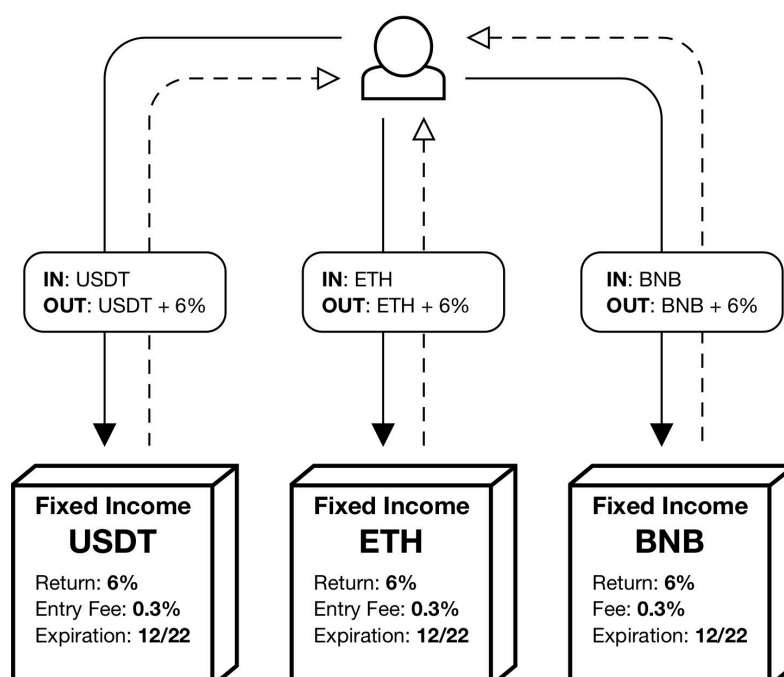 IN: USDT
OUT: USDT + 6%
IN: ETH
OUT: ETH + 6%
IN: BNB
OUT: BNB + 6%
Fixed Income
USDT
Return: 6%
Entry Fee: 0.3%
Expiration: 12/22
Fixed Income
ETH
Return: 6%
Entry Fee: 0.3%
Expiration: 12/22
Fixed Income
BNB
Return: 6%
Fee: 0.3%
Expiration: 12/22